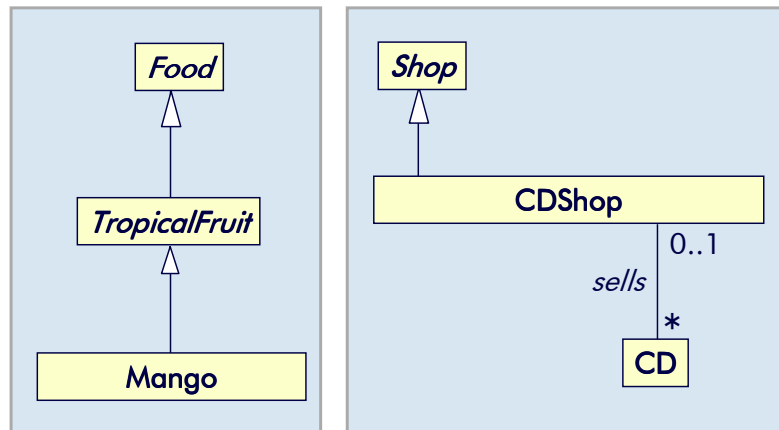 Food
TropicalFruit
Mango
Shop
CDShop
0..1
sells
*
CD